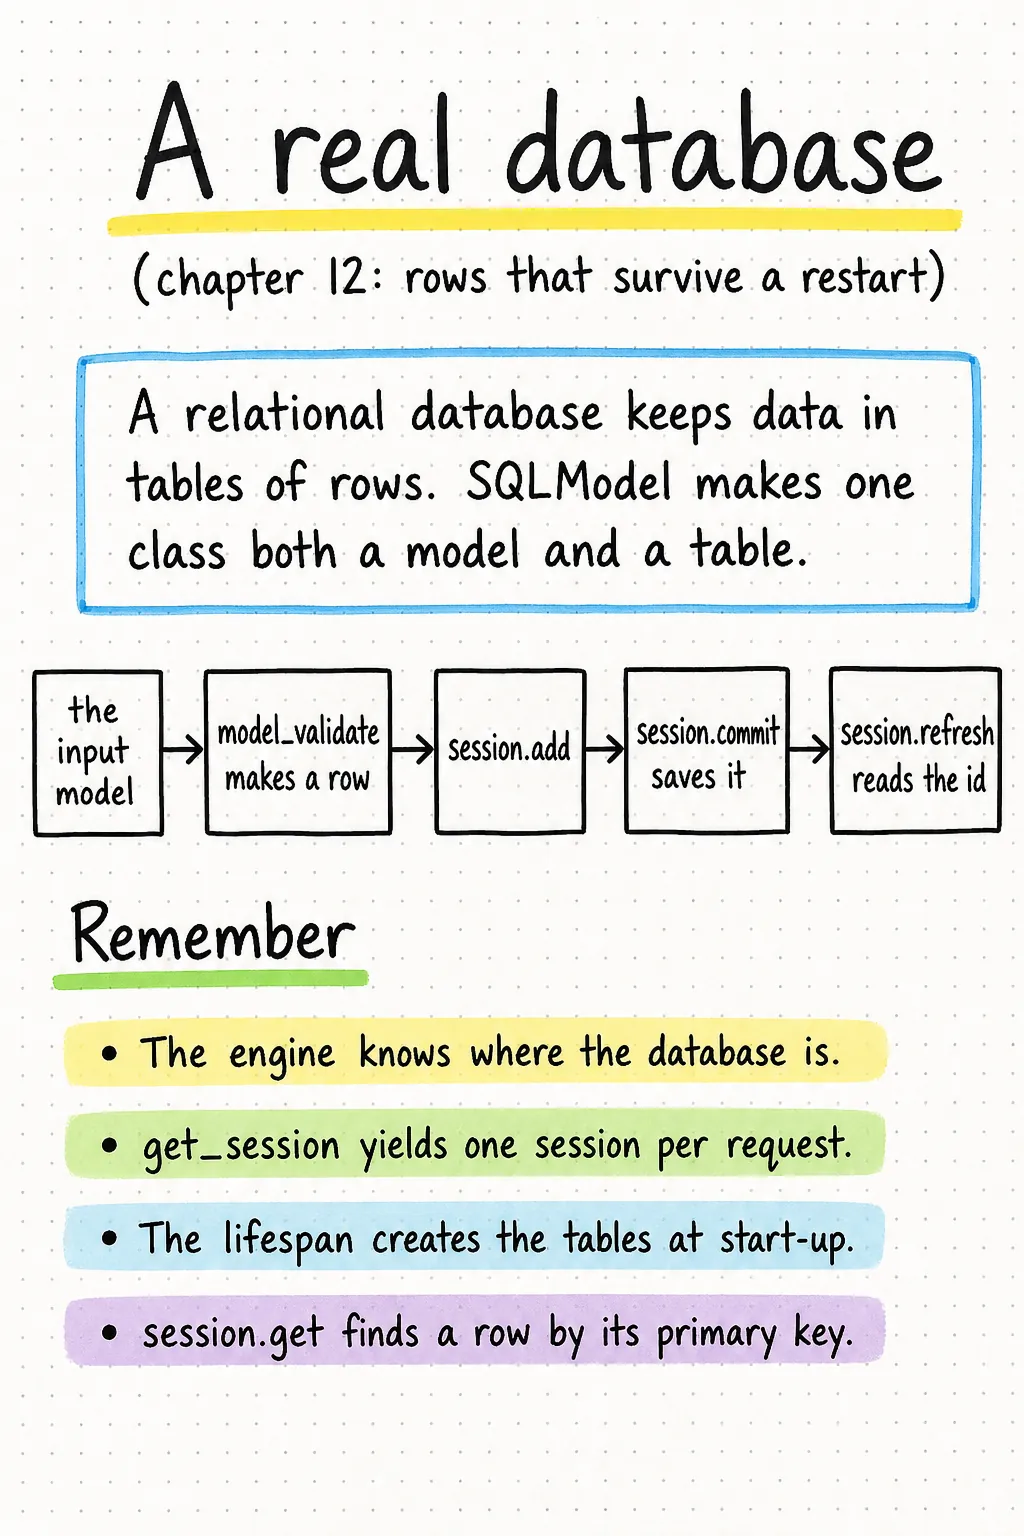 A real database
(chapter 12: rows that survive a restart)
A relational database keeps data in
tables of rows. SQLModel makes one
class both a model and a table.
the
input
model
model_validate
makes a row
session.add
session.commit
saves it
session.refresh
reads the id
Remember
• The engine knows where the database is.
• get_session yields one session per request.
• The lifespan creates the tables at start-up.
• session.get finds a row by its primary key.